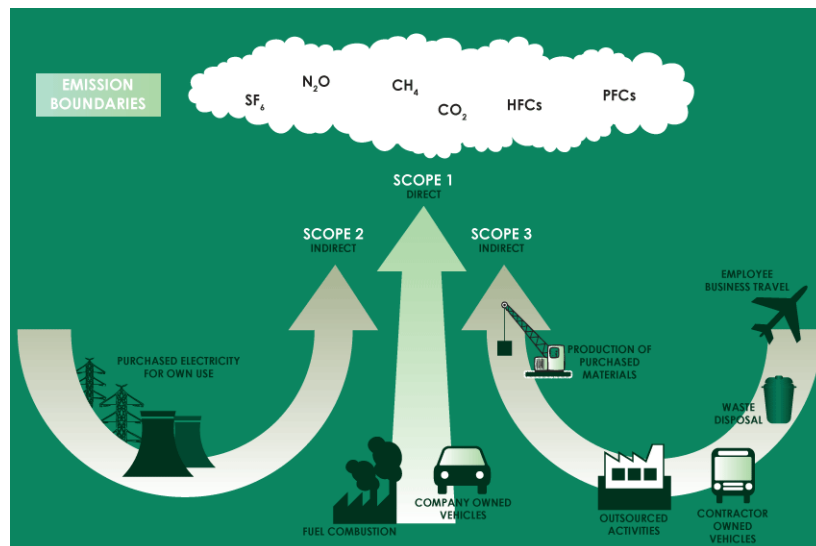 EMISSION
BOUNDARIES
SF₆
N₂O
CH₄
CO₂
HFCs
PFCs
SCOPE 1
DIRECT
SCOPE 2
INDIRECT
SCOPE 3
INDIRECT
EMPLOYEE
BUSINESS TRAVEL
PURCHASED ELECTRICITY
FOR OWN USE
PRODUCTION OF
PURCHASED
MATERIALS
WASTE
DISPOSAL
FUEL COMBUSTION
COMPANY OWNED
VEHICLES
OUTSOURCED
ACTIVITIES
CONTRACTOR
OWNED
VEHICLES